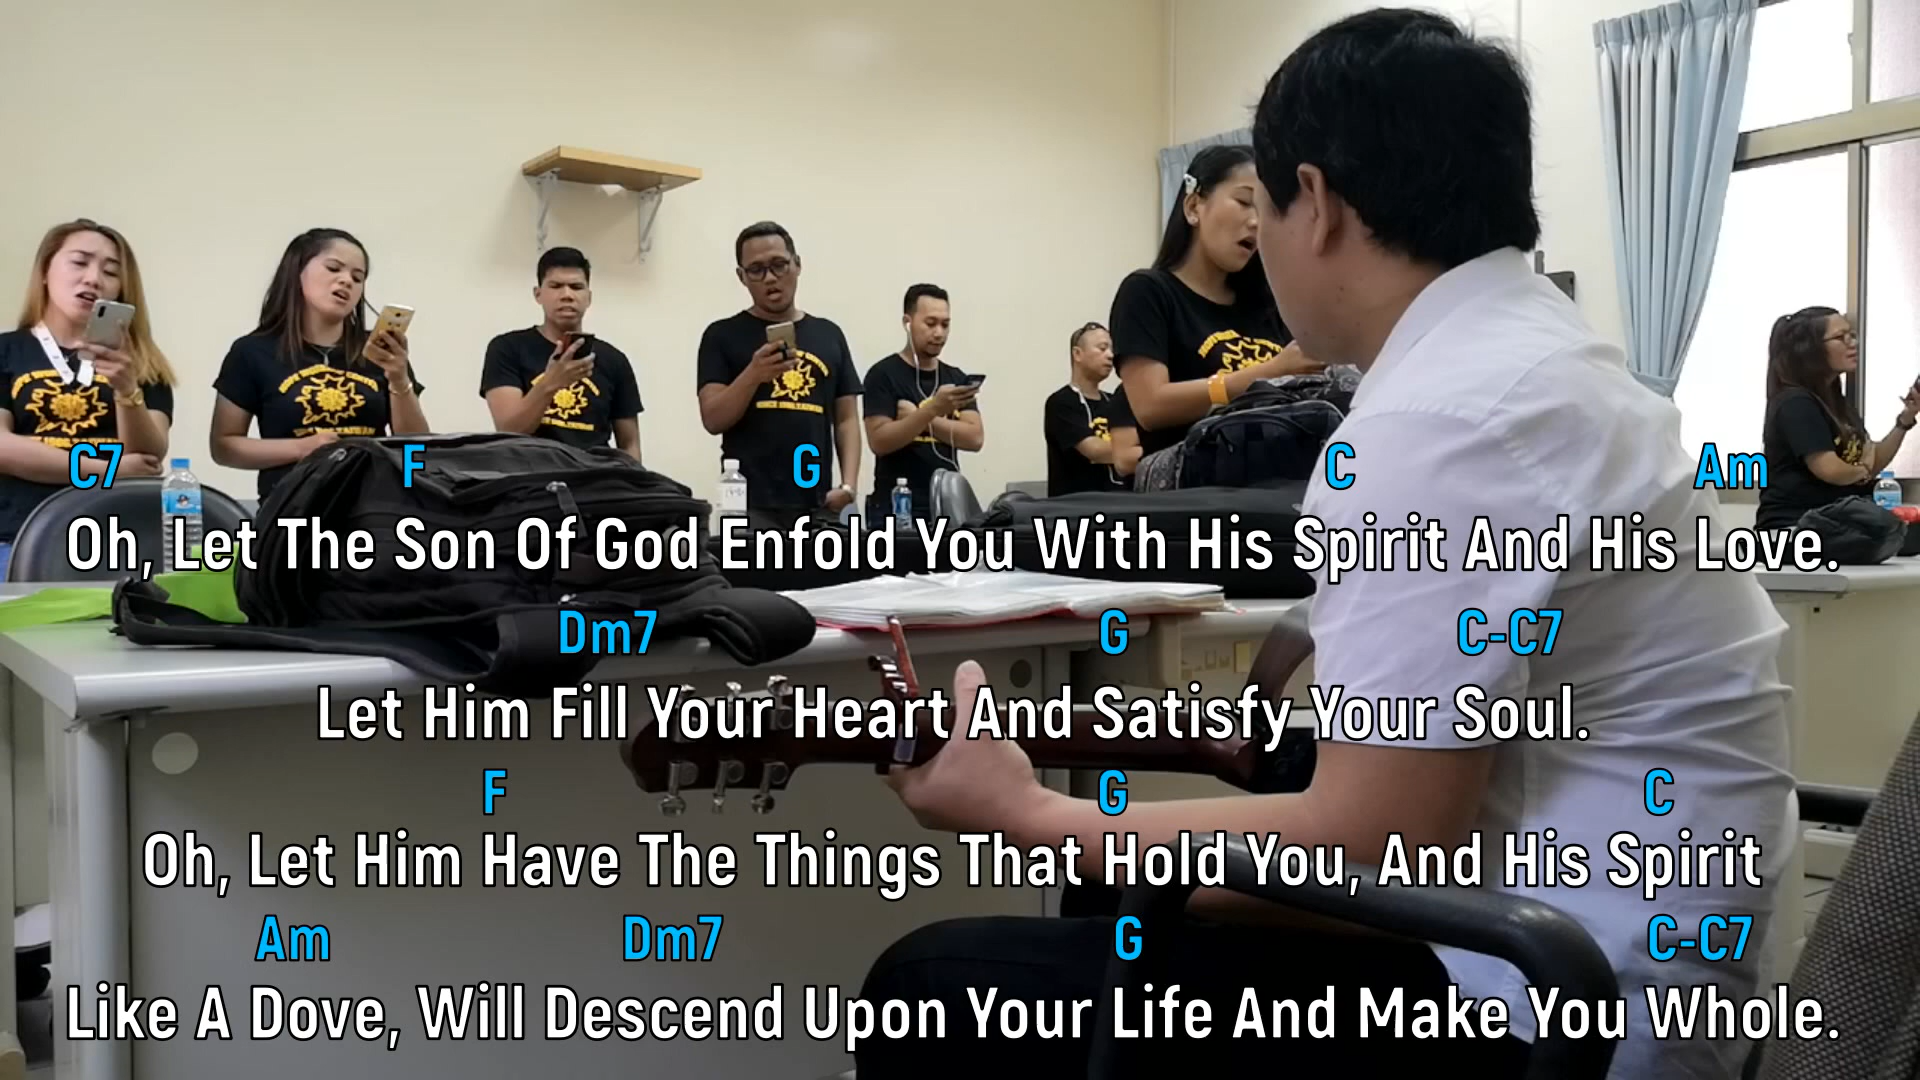 C7 F G C Am
Oh, Let The Son Of God Enfold You With His Spirit And His Love.
Dm7 G C-C7
Let Him Fill Your Heart And Satisfy Your Soul.
F G C
Oh, Let Him Have The Things That Hold You, And His Spirit
Am Dm7 G C-C7
Like A Dove, Will Descend Upon Your Life And Make You Whole.